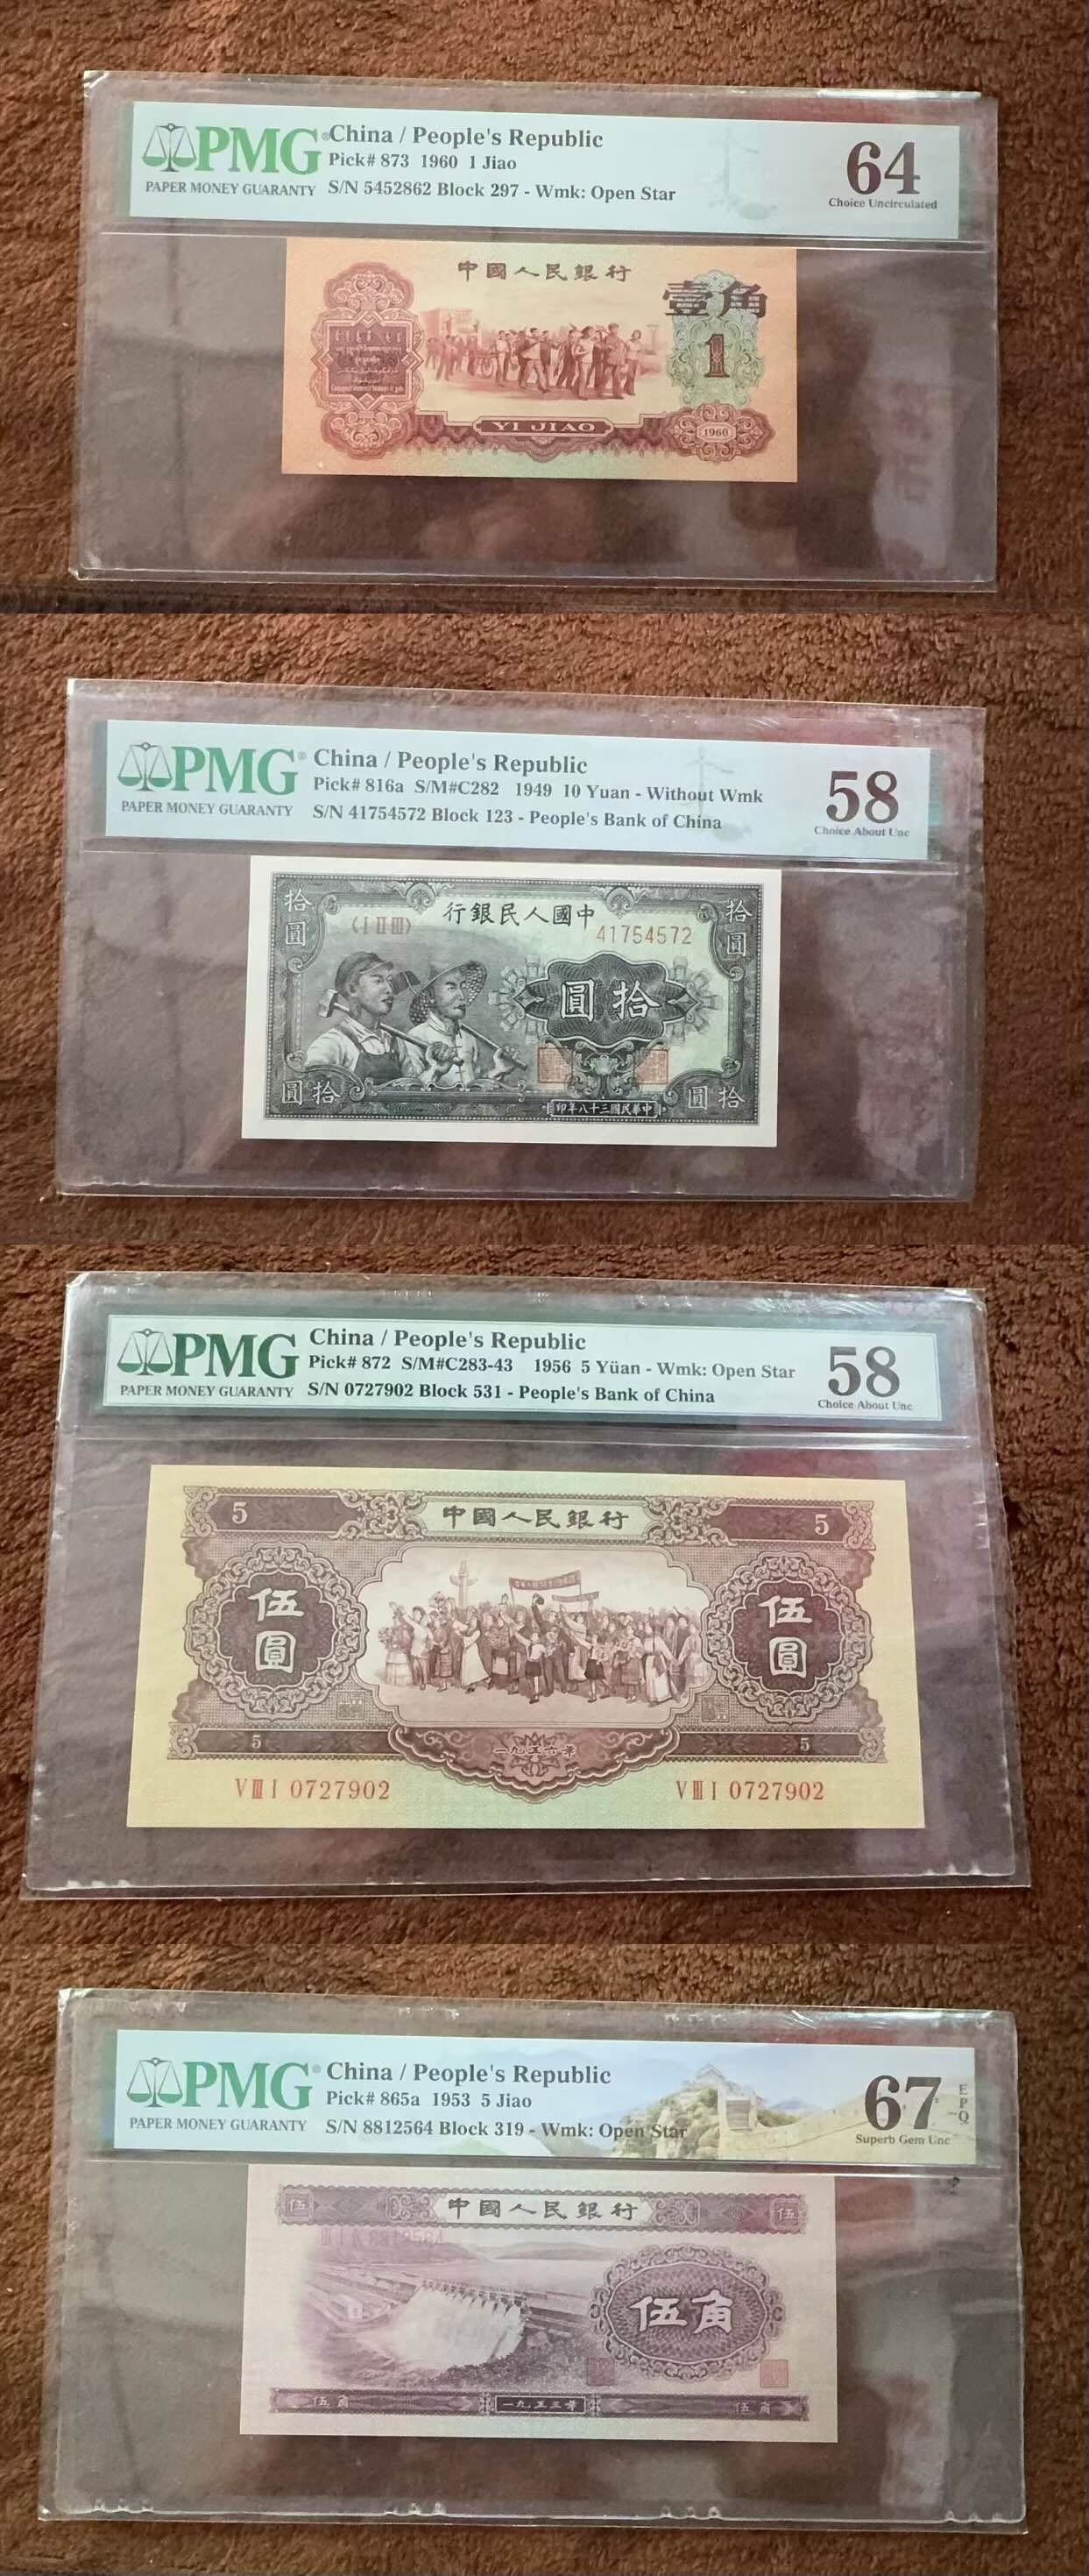 PMG® China / People's Republic
Pick# 873 1960 1 Jiao
64
PAPER MONEY GUARANTY S/N 5452862 Block 297 - Wmk: Open Star
Choice Uncirculated
中國人民銀行
壹角
1
YI JIAO
1960
PMG® China / People's Republic
Pick# 816a S/M#C282 1949 10 Yuan - Without Wmk
58
PAPER MONEY GUARANTY S/N 41754572 Block 123 - People's Bank of China
Choice About Unc
行銀民人國中
拾圓
拾圓
〈I II III〉
41754572
圓拾
圓拾
圓拾
印年八十三國民華中
PMG China / People's Republic
Pick# 872 S/M#C283-43 1956 5 Yüan - Wmk: Open Star
58
PAPER MONEY GUARANTY S/N 0727902 Block 531 - People's Bank of China
Choice About Unc
5
中國人民銀行
5
伍圓
伍圓
5
一九五六年
5
V III I 0727902
V III I 0727902
PMG® China / People's Republic
Pick# 865a 1953 5 Jiao
67
EPQ
PAPER MONEY GUARANTY S/N 8812564 Block 319 - Wmk: Open Star
Superb Gem Unc
伍
中國人民銀行
伍
伍角
伍角
一九五三年
伍角